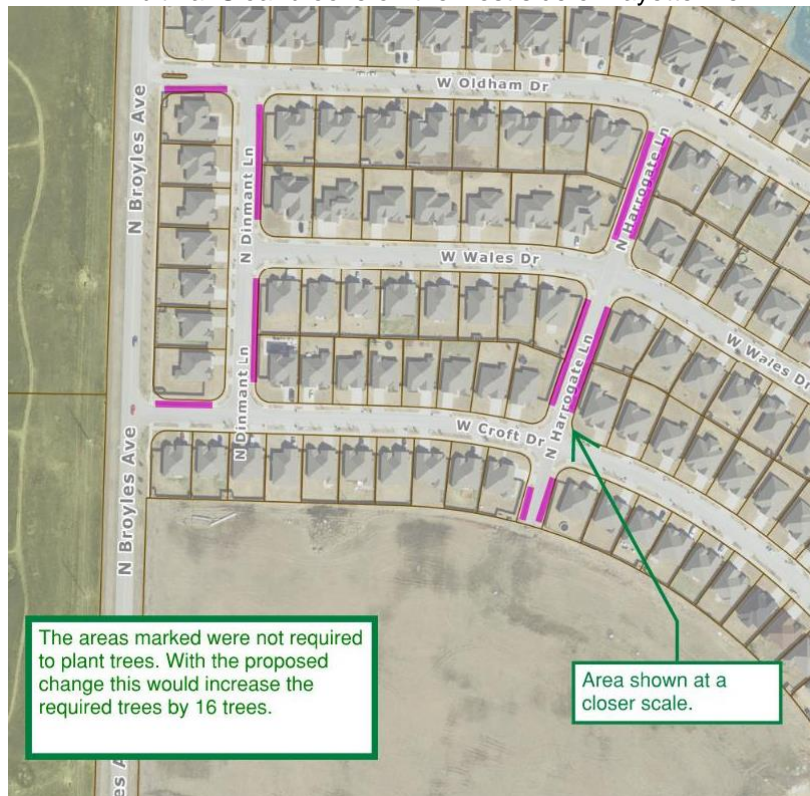 W Oldham Dr
N Broyles Ave
N Dinmant Ln
N Harrogate Ln
W Wales Dr
W Wales Dr
N Dinmant Ln
N Harrogate Ln
W Croft Dr
N Broyles Ave
The areas marked were not required
to plant trees. With the proposed
change this would increase the
required trees by 16 trees.
Area shown at a
closer scale.